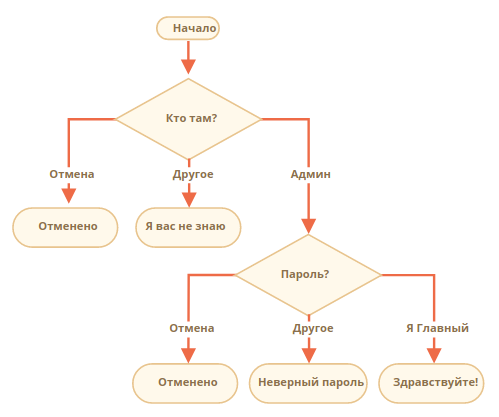 Начало
Кто там?
Отмена
Другое
Админ
Отменено
Я вас не знаю
Пароль?
Отмена
Другое
Я Главный
Отменено
Неверный пароль
Здравствуйте!